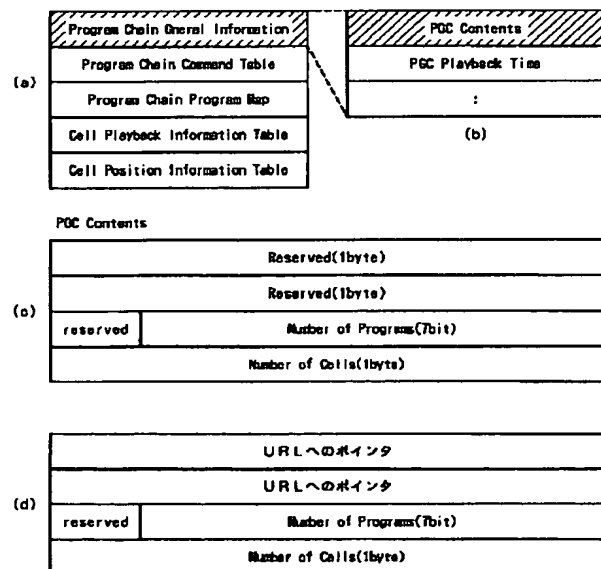 Program Chain Gneral Information
PGC Contents
(a)
Program Chain Command Table
PGC Playback Time
Program Chain Program Map
:
Cell Playback Information Table
(b)
Cell Position Information Table
PGC Contents
Reserved(1byte)
Reserved(1byte)
(c)
reserved
Number of Programs(7bit)
Number of Cells(1byte)
URLへのポインタ
URLへのポインタ
(d)
reserved
Number of Programs(7bit)
Number of Cells(1byte)